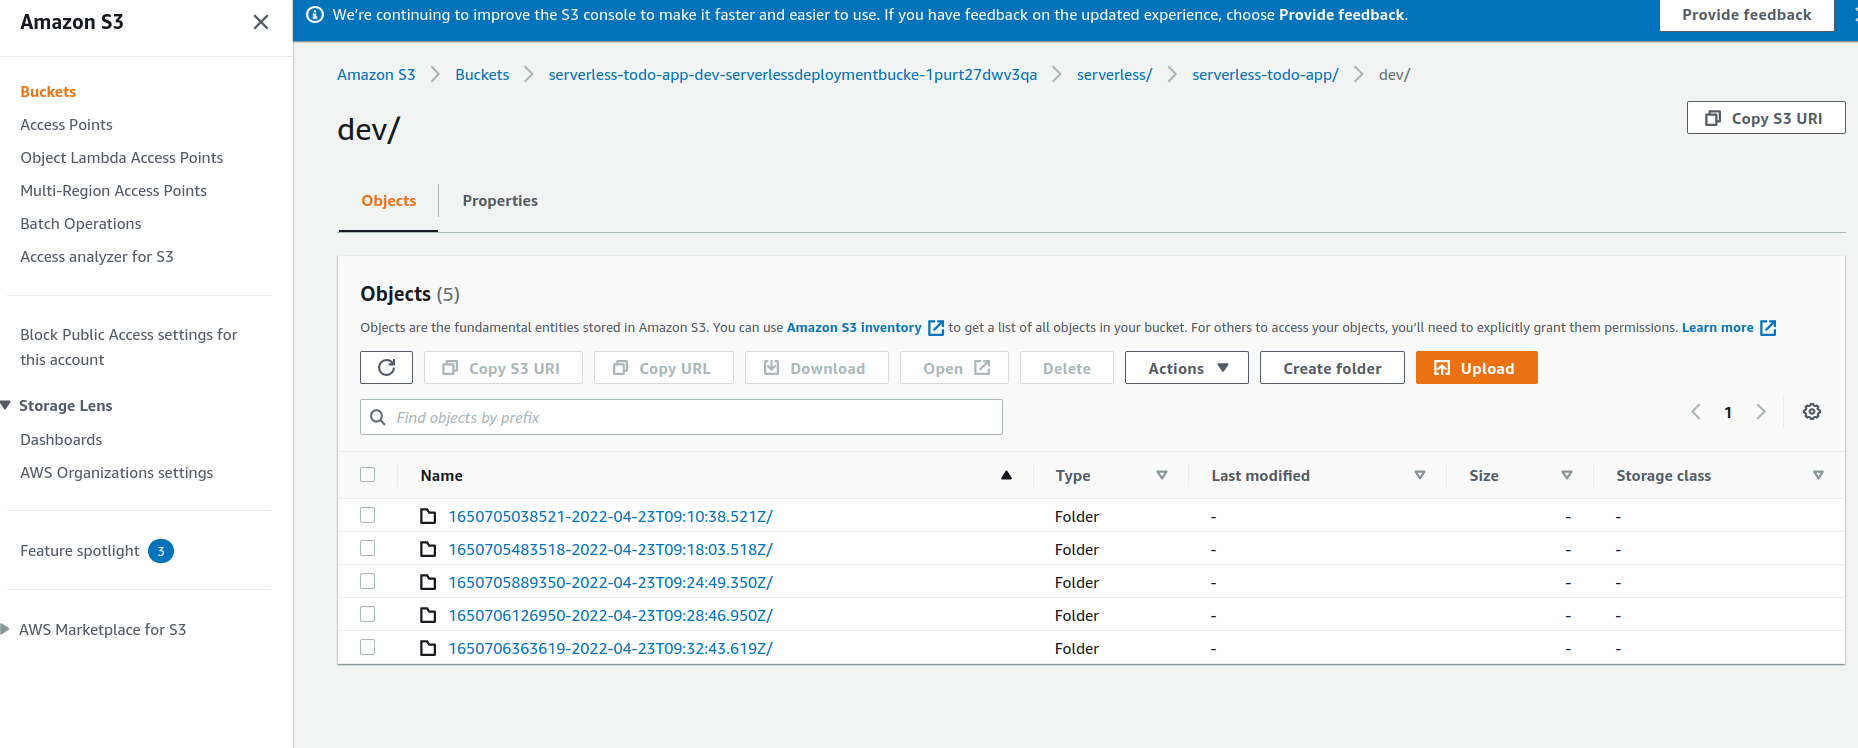 Amazon S3
We're continuing to improve the S3 console to make it faster and easier to use. If you have feedback on the updated experience, choose Provide feedback.
Provide feedback
Buckets
Access Points
Object Lambda Access Points
Multi-Region Access Points
Batch Operations
Access analyzer for S3
Block Public Access settings for
this account
Storage Lens
Dashboards
AWS Organizations settings
Feature spotlight 3
AWS Marketplace for S3
Amazon S3 > Buckets > serverless-todo-app-dev-serverlessdeploymentbucke-1purt27dwv3qa > serverless/ > serverless-todo-app/ > dev/
dev/
Copy S3 URI
Objects Properties
Objects (5)
Objects are the fundamental entities stored in Amazon S3. You can use Amazon S3 inventory to get a list of all objects in your bucket. For others to access your objects, you'll need to explicitly grant them permissions. Learn more
Copy S3 URI Copy URL Download Open Delete Actions Create folder Upload
Find objects by prefix
1
Name Type Last modified Size Storage class
1650705038521-2022-04-23T09:10:38.521Z/ Folder - - -
1650705483518-2022-04-23T09:18:03.518Z/ Folder - - -
1650705889350-2022-04-23T09:24:49.350Z/ Folder - - -
1650706126950-2022-04-23T09:28:46.950Z/ Folder - - -
1650706363619-2022-04-23T09:32:43.619Z/ Folder - - -